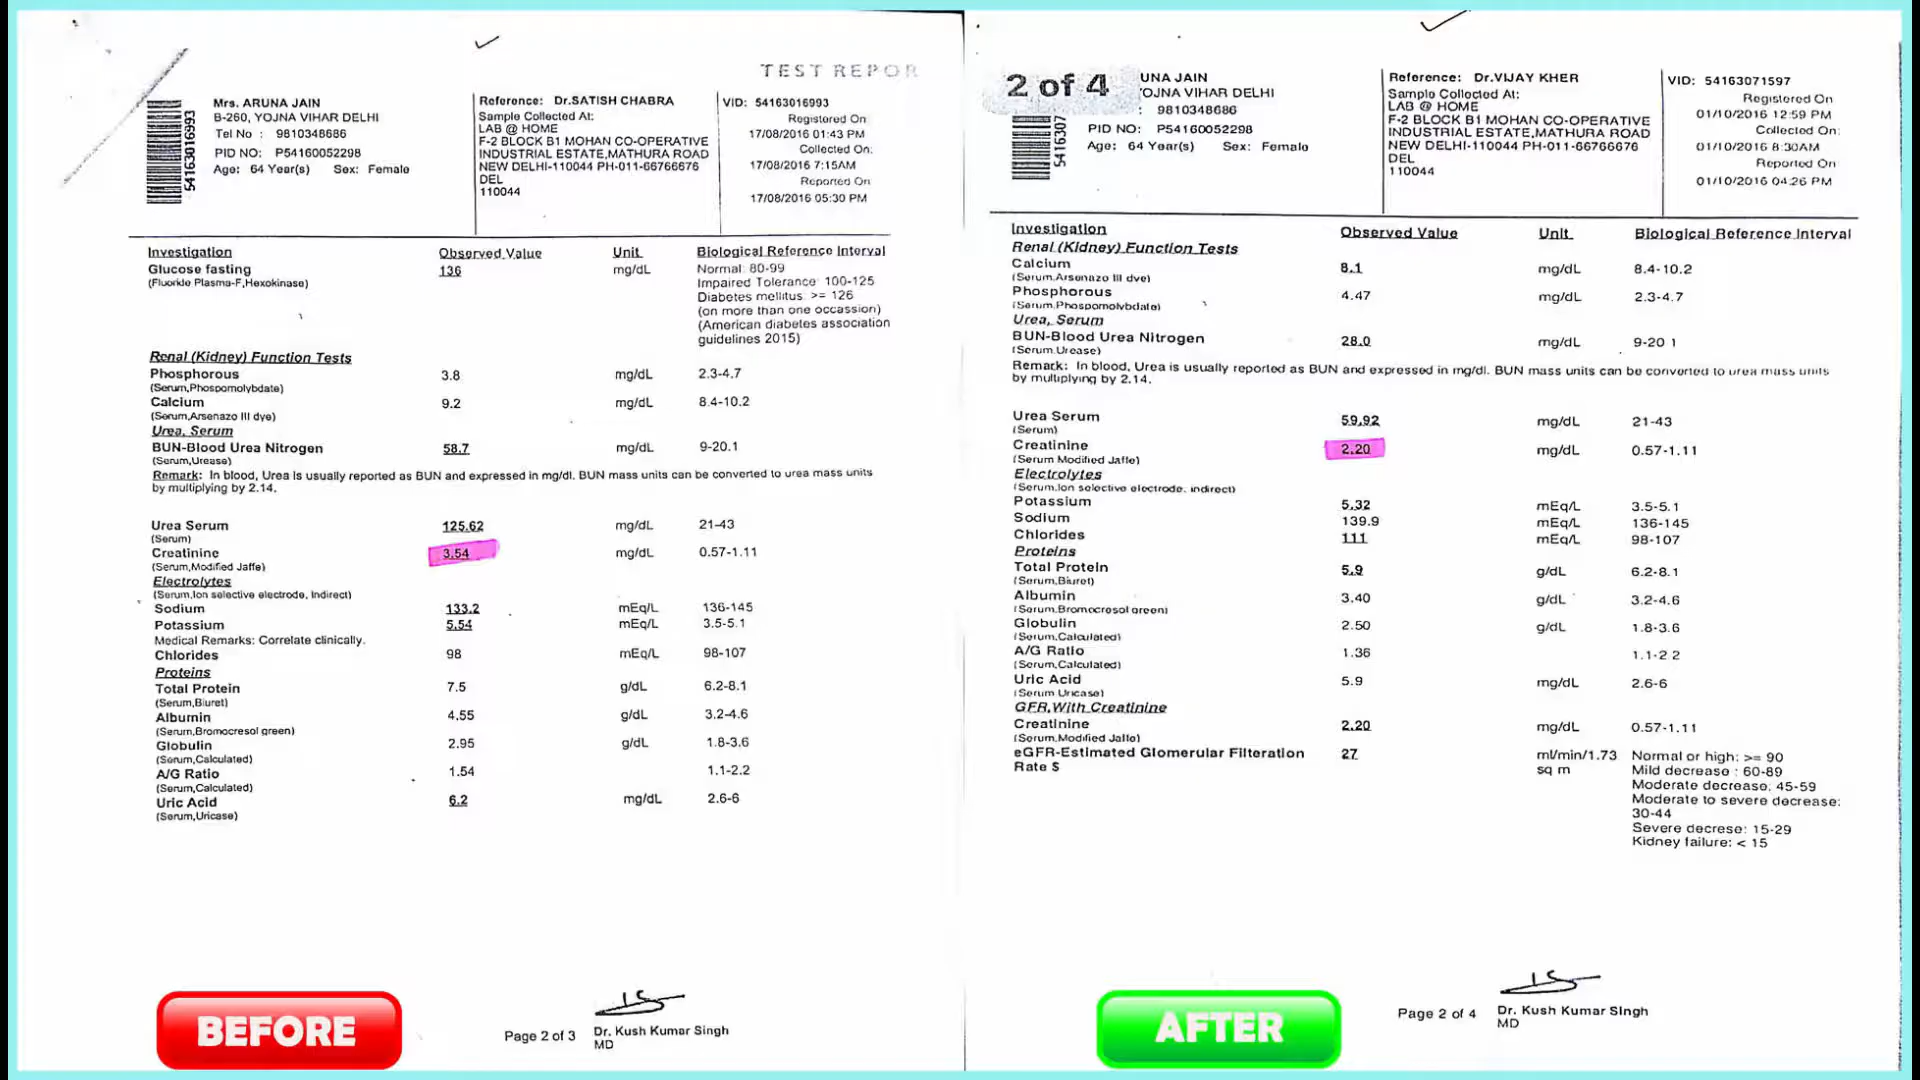 TEST REPOR
Mrs. ARUNA JAIN
B-260, YOJNA VIHAR DELHI
Tel No : 9810348686
PID NO: P54160052298
Age: 64 Year(s) Sex: Female
54163016993
Reference: Dr.SATISH CHABRA
Sample Collected At:
LAB @ HOME
F-2 BLOCK B1 MOHAN CO-OPERATIVE
INDUSTRIAL ESTATE,MATHURA ROAD
NEW DELHI-110044 PH-011-66766676
DEL
110044
VID: 54163016993
Registered On
17/08/2016 01:43 PM
Collected On:
17/08/2016 7:15AM
Reported On
17/08/2016 05:30 PM
Investigation Observed Value Unit Biological Reference Interval
Glucose fasting 136 mg/dL Normal: 80-99
(Fluoride Plasma-F,Hexokinase) Impaired Tolerance: 100-125
Diabetes mellitus: >= 126
(on more than one occassion)
(American diabetes association
guidelines 2015)
Renal (Kidney) Function Tests
Phosphorous 3.8 mg/dL 2.3-4.7
(Serum,Phospomolybdate)
Calcium 9.2 mg/dL 8.4-10.2
(Serum,Arsenazo III dye)
Urea, Serum
BUN-Blood Urea Nitrogen 58.7 mg/dL 9-20.1
(Serum,Urease)
Remark: In blood, Urea is usually reported as BUN and expressed in mg/dl. BUN mass units can be converted to urea mass units
by multiplying by 2.14.
Urea Serum 125.62 mg/dL 21-43
(Serum)
Creatinine 3.54 mg/dL 0.57-1.11
(Serum,Modified Jaffe)
Electrolytes
(Serum,Ion selective electrode, Indirect)
Sodium 133.2 mEq/L 136-145
Potassium 5.54 mEq/L 3.5-5.1
Medical Remarks: Correlate clinically.
Chlorides 98 mEq/L 98-107
Proteins
Total Protein 7.5 g/dL 6.2-8.1
(Serum,Biuret)
Albumin 4.55 g/dL 3.2-4.6
(Serum,Bromocresol green)
Globulin 2.95 g/dL 1.8-3.6
(Serum,Calculated)
A/G Ratio 1.54 1.1-2.2
(Serum,Calculated)
Uric Acid 6.2 mg/dL 2.6-6
(Serum,Uricase)
BEFORE
Page 2 of 3
Dr. Kush Kumar Singh
MD
2 of 4
UNA JAIN
OJNA VIHAR DELHI
: 9810348686
PID NO: P54160052298
Age: 64 Year(s) Sex: Female
5416307
Reference: Dr.VIJAY KHER
Sample Collected At:
LAB @ HOME
F-2 BLOCK B1 MOHAN CO-OPERATIVE
INDUSTRIAL ESTATE,MATHURA ROAD
NEW DELHI-110044 PH-011-66766676
DEL
110044
VID: 54163071597
Registered On
01/10/2016 12:59 PM
Collected On:
01/10/2016 8:30AM
Reported On
01/10/2016 04:26 PM
Investigation Observed Value Unit Biological Reference Interval
Renal (Kidney) Function Tests
Calcium 8.1 mg/dL 8.4-10.2
(Serum,Arsenazo III dye)
Phosphorous 4.47 mg/dL 2.3-4.7
(Serum,Phospomolybdate)
Urea, Serum
BUN-Blood Urea Nitrogen 28.0 mg/dL 9-20 1
(Serum,Urease)
Remark: In blood, Urea is usually reported as BUN and expressed in mg/dl. BUN mass units can be converted to urea mass units
by multiplying by 2.14.
Urea Serum 59.92 mg/dL 21-43
(Serum)
Creatinine 2.20 mg/dL 0.57-1.11
(Serum Modified Jaffe)
Electrolytes
(Serum,Ion selective electrode, indirect)
Potassium 5.32 mEq/L 3.5-5.1
Sodium 139.9 mEq/L 136-145
Chlorides 111 mEq/L 98-107
Proteins
Total Protein 5.9 g/dL 6.2-8.1
(Serum,Biuret)
Albumin 3.40 g/dL 3.2-4.6
(Serum,Bromocresol green)
Globulin 2.50 g/dL 1.8-3.6
(Serum,Calculated)
A/G Ratio 1.36 1.1-2 2
(Serum,Calculated)
Uric Acid 5.9 mg/dL 2.6-6
(Serum Uricase)
GFR,With Creatinine
Creatinine 2.20 mg/dL 0.57-1.11
(Serum,Modified Jaffe)
eGFR-Estimated Glomerular Filteration 27 ml/min/1.73 Normal or high: >= 90
Rate $ sq m Mild decrease : 60-89
Moderate decrease: 45-59
Moderate to severe decrease:
30-44
Severe decrese: 15-29
Kidney failure: < 15
AFTER
Page 2 of 4
Dr. Kush Kumar Singh
MD